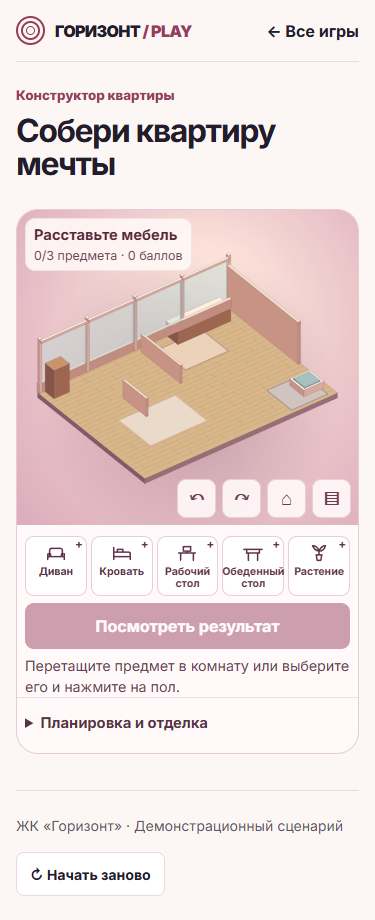 ГОРИЗОНТ / PLAY
← Все игры
Конструктор квартиры
Собери квартиру
мечты
Расставьте мебель
0/3 предмета · 0 баллов
+ + + + +
Диван Кровать Рабочий стол Обеденный стол Растение
Посмотреть результат
Перетащите предмет в комнату или выберите
его и нажмите на пол.
▶ Планировка и отделка
ЖК «Горизонт» · Демонстрационный сценарий
↻ Начать заново